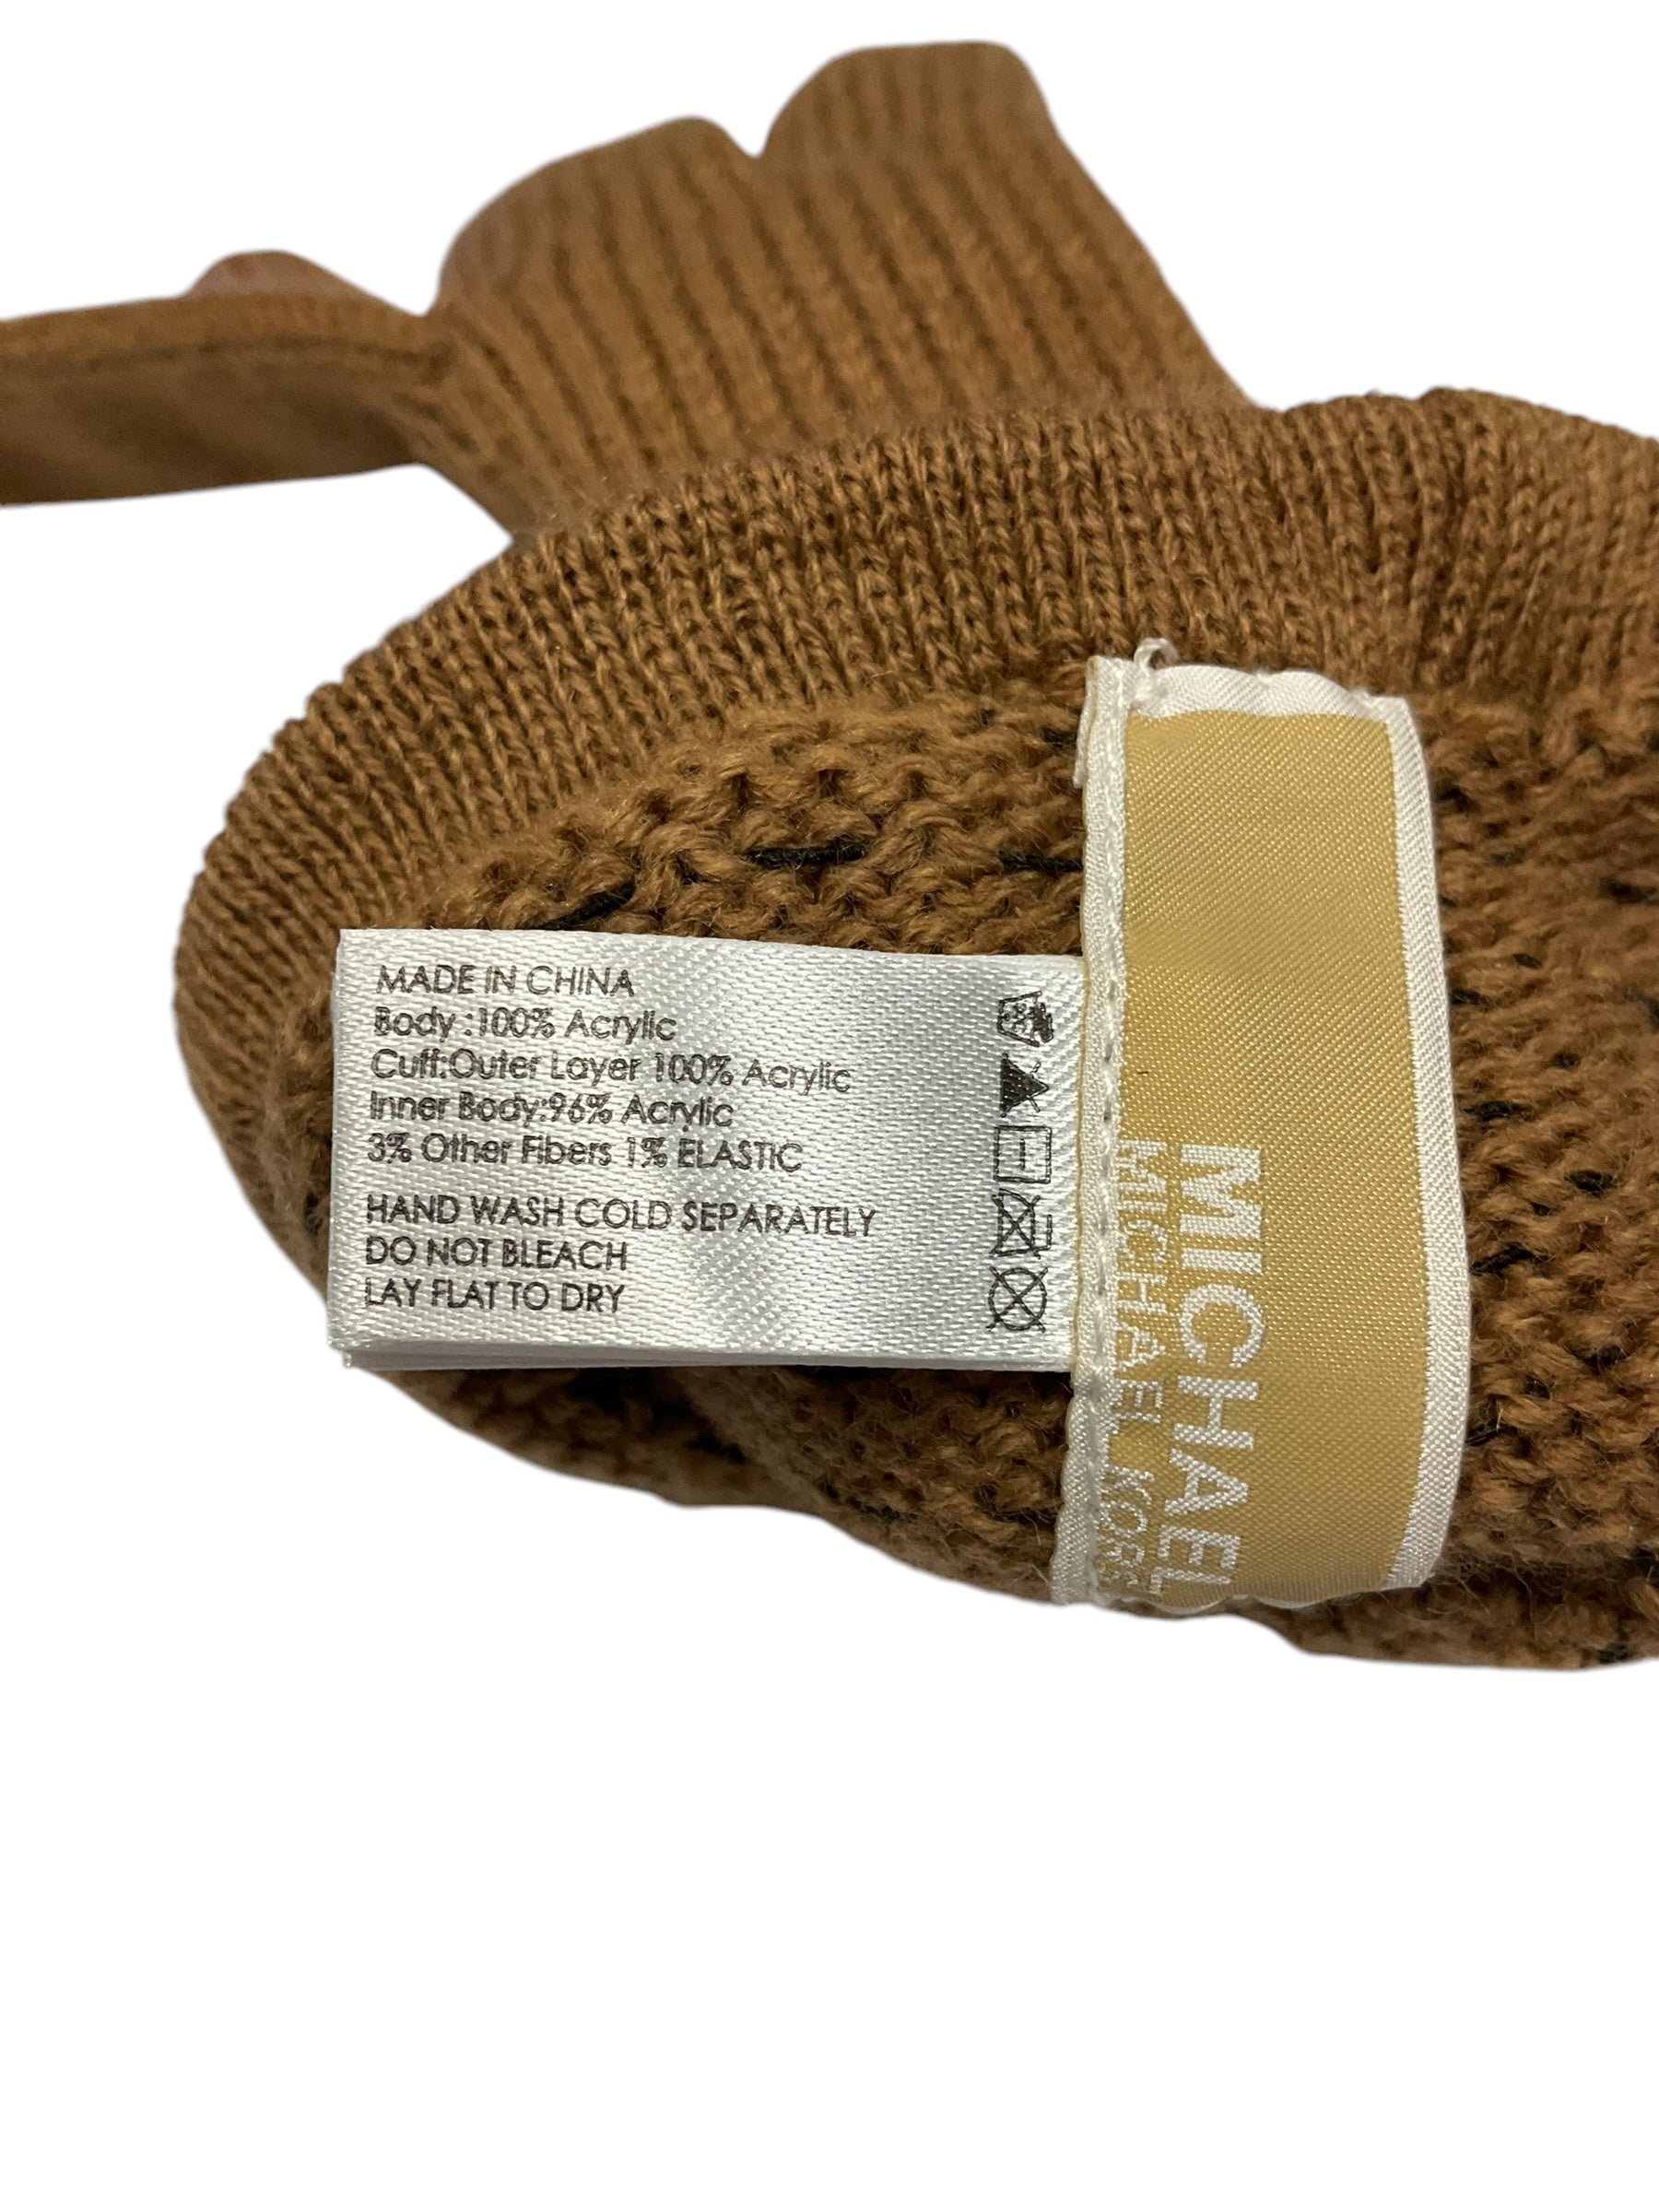 MADE IN CHINA
Body :100% Acrylic
Cuff:Outer Layer 100% Acrylic
Inner Body:96% Acrylic
3% Other Fibers 1% ELASTIC
HAND WASH COLD SEPARATELY
DO NOT BLEACH
LAY FLAT TO DRY
MICHAEL
MICHAEL KORS